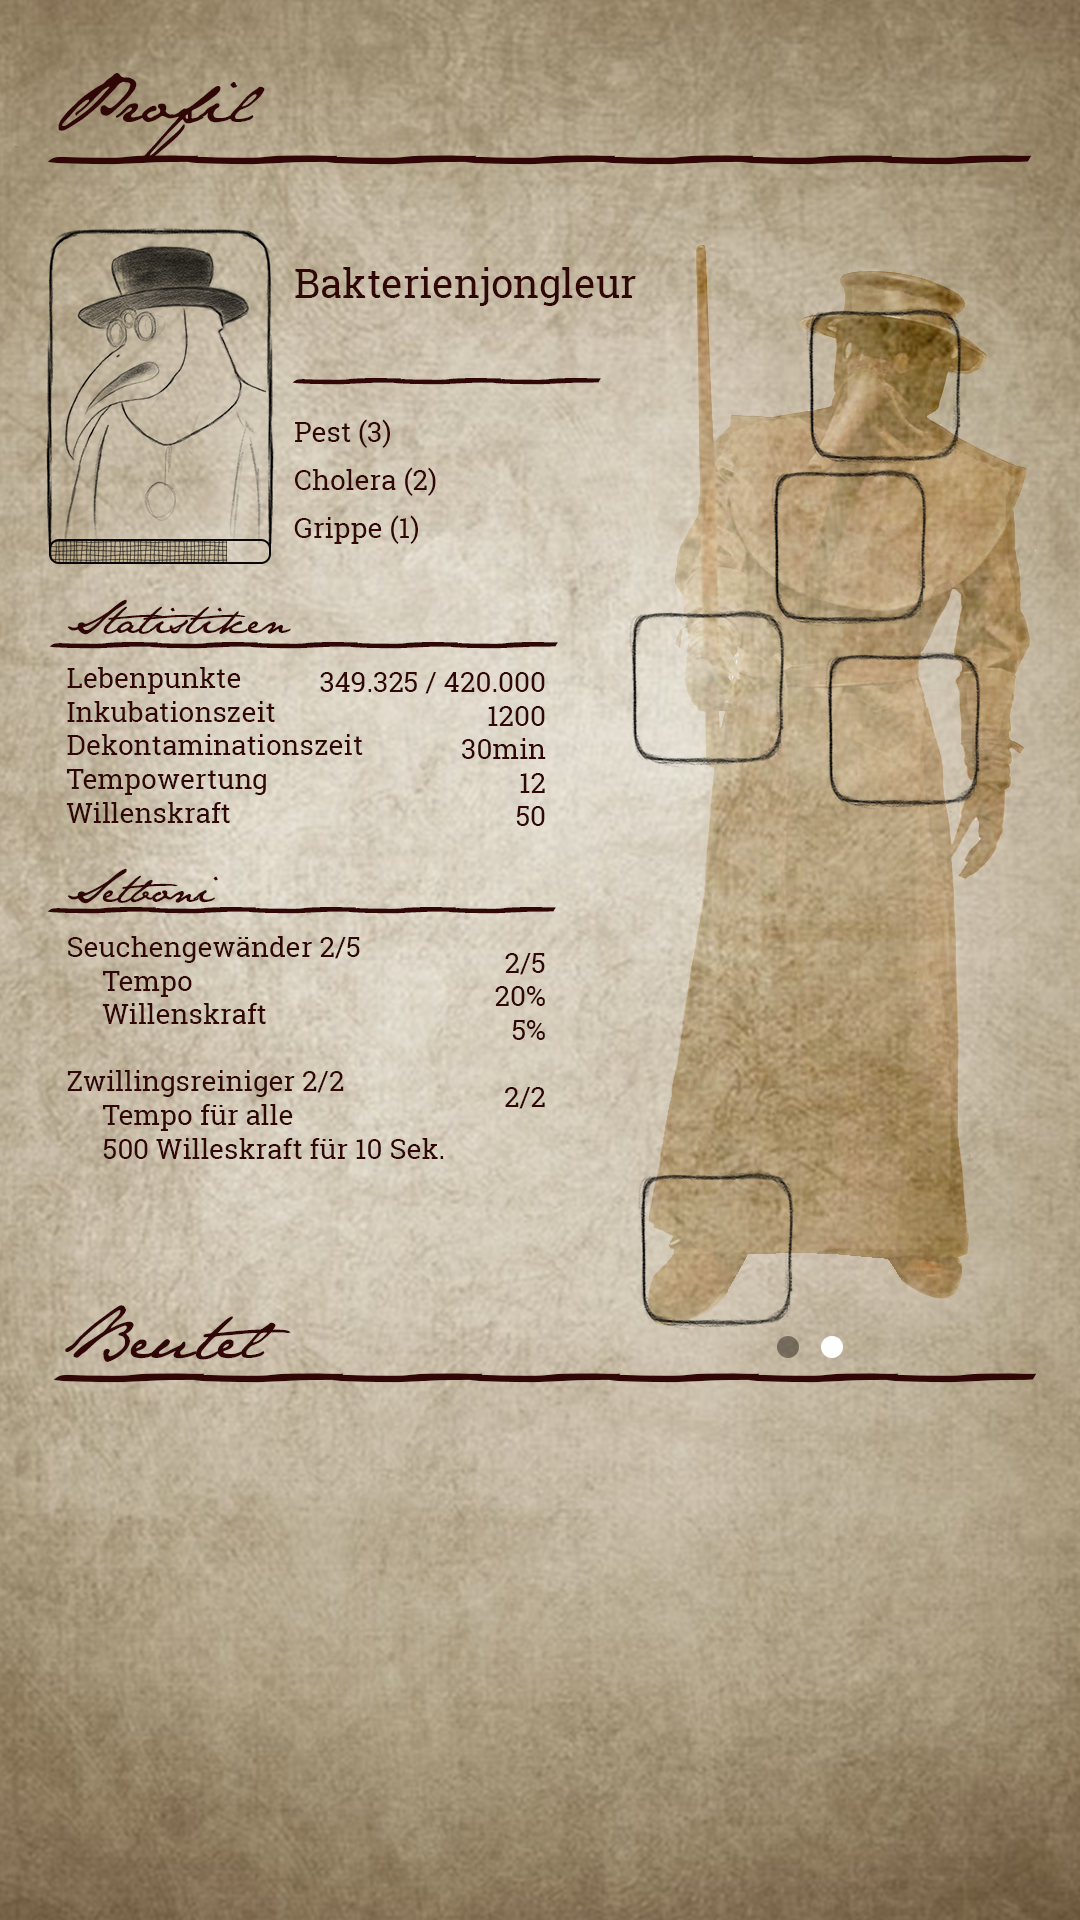 Profil
Bakterienjongleur
Pest (3)
Cholera (2)
Grippe (1)
Statistiken
Lebenpunkte 349.325 / 420.000
Inkubationszeit 1200
Dekontaminationszeit 30min
Tempowertung 12
Willenskraft 50
Setboni
Seuchengewänder 2/5 2/5
Tempo 20%
Willenskraft 5%
Zwillingsreiniger 2/2 2/2
Tempo für alle
500 Willeskraft für 10 Sek.
Beutel